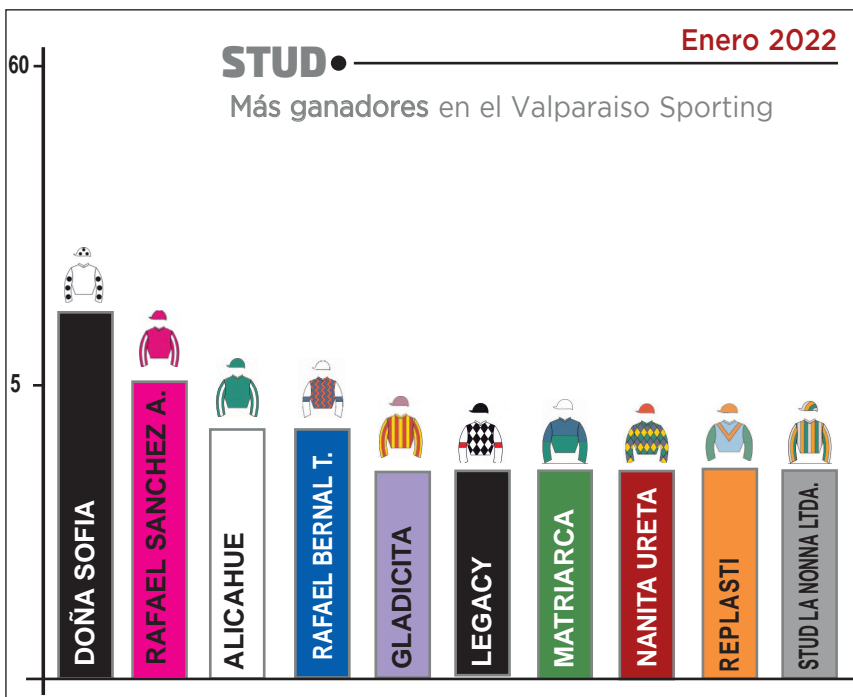 Enero 2022
60
STUD
Más ganadores en el Valparaiso Sporting
5
DOÑA SOFIA
RAFAEL SANCHEZ A.
ALICAHUE
RAFAEL BERNAL T.
GLADICITA
LEGACY
MATRIARCA
NANITA URETA
REPLASTI
STUD LA NONNA LTDA.